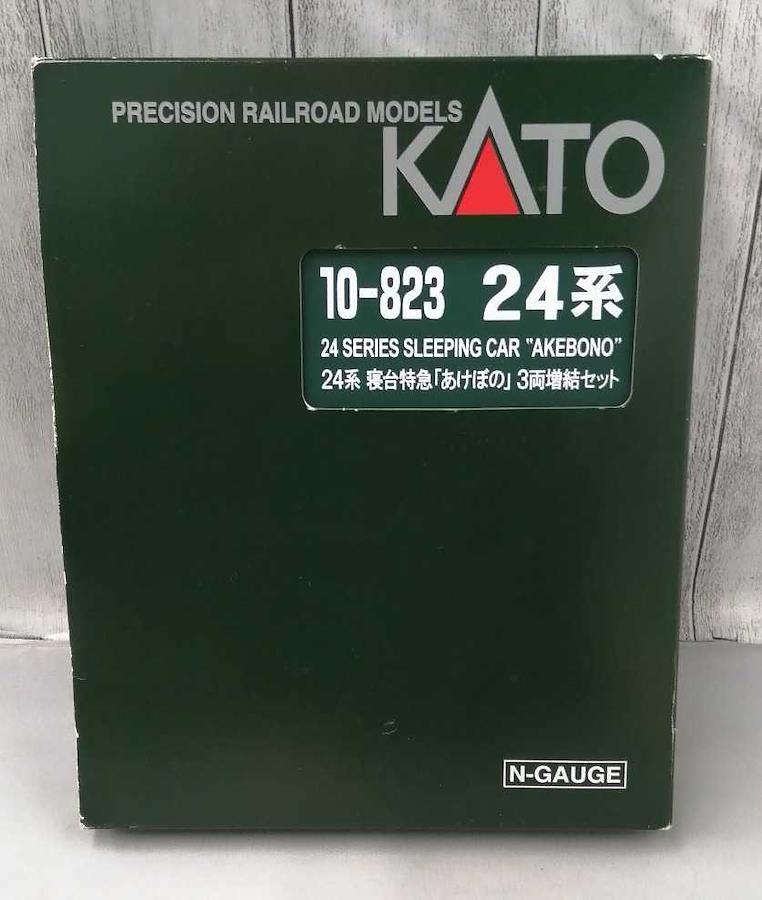 PRECISION RAILROAD MODELS
KATO
10-823 24系
24 SERIES SLEEPING CAR "AKEBONO"
24系 寝台特急「あけぼの」3両増結セット
N-GAUGE